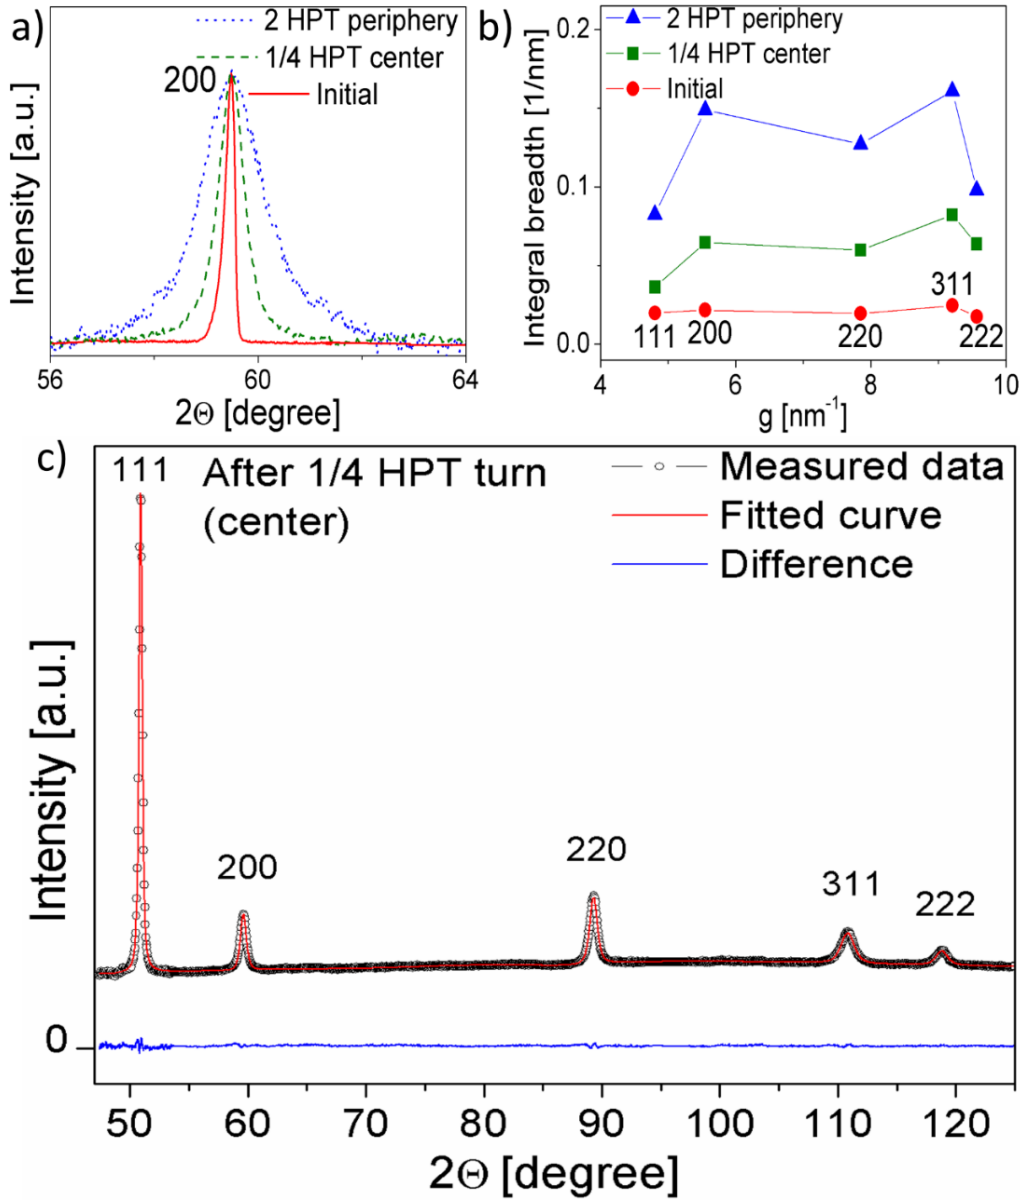 a)
2 HPT periphery
1/4 HPT center
Initial
200
Intensity [a.u.]
56
60
64
2Θ [degree]
b)
2 HPT periphery
1/4 HPT center
Initial
Integral breadth [1/nm]
0.2
0.1
0.0
111
200
220
311
222
4
6
8
10
g [nm⁻¹]
c)
111
After 1/4 HPT turn
(center)
Measured data
Fitted curve
Difference
200
220
311
222
Intensity [a.u.]
0
50
60
70
80
90
100
110
120
2Θ [degree]